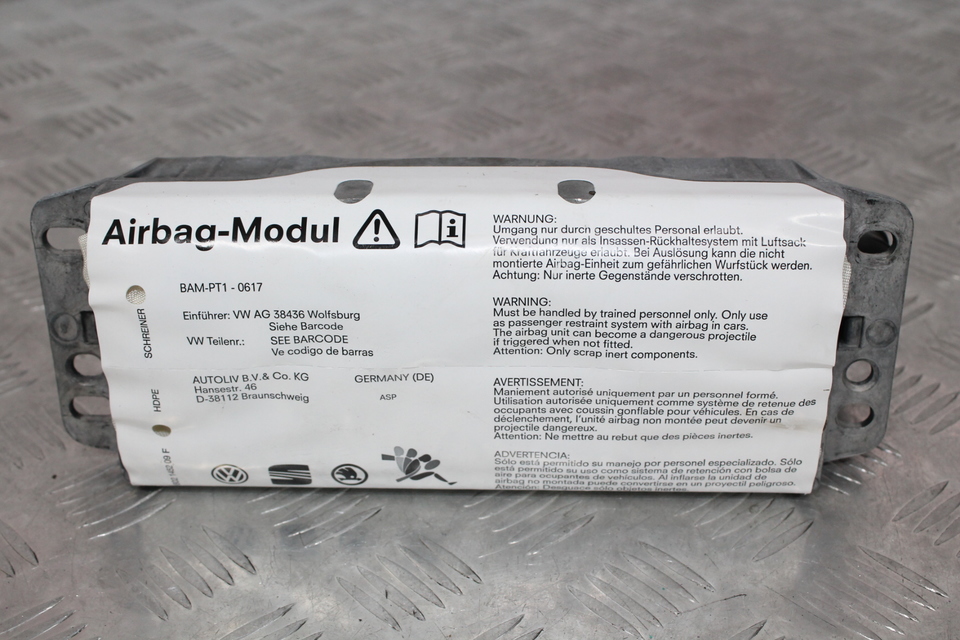 Airbag-Modul
BAM-PT1 - 0617
Einführer: VW AG 38436 Wolfsburg
Siehe Barcode
VW Teilenr.: SEE BARCODE
Ve codigo de barras
AUTOLIV B.V.& Co. KG
Hansestr. 46
D-38112 Braunschweig
GERMANY (DE)
ASP
SCHREINER
HDPE
WARNUNG:
Umgang nur durch geschultes Personal erlaubt.
Verwendung nur als Insassen-Rückhaltesystem mit Luftsack
für Kraftfahrzeuge erlaubt. Bei Auslösung kann die nicht
montierte Airbag-Einheit zum gefährlichen Wurfstück werden.
Achtung: Nur inerte Gegenstände verschrotten.
WARNING:
Must be handled by trained personnel only. Only use
as passenger restraint system with airbag in cars.
The airbag unit can become a dangerous projectile
if triggered when not fitted.
Attention: Only scrap inert components.
AVERTISSEMENT:
Maniement autorisé uniquement par un personnel formé.
Utilisation autorisée uniquement comme système de retenue des
occupants avec coussin gonflable pour véhicules. En cas de
déclenchement, l'unité airbag non montée peut devenir un
projectile dangereux.
Attention: Ne mettre au rebut que des pièces inertes.
ADVERTENCIA:
Sólo está permitido su manejo por personal especializado. Sólo
está permitido su uso como sistema de retención con bolsa de
aire para ocupantes de vehículos. Al inflarse la unidad de
airbag no montada puede convertirse en un proyectil peligroso.
Atención: Desguace sólo objetos inertes.